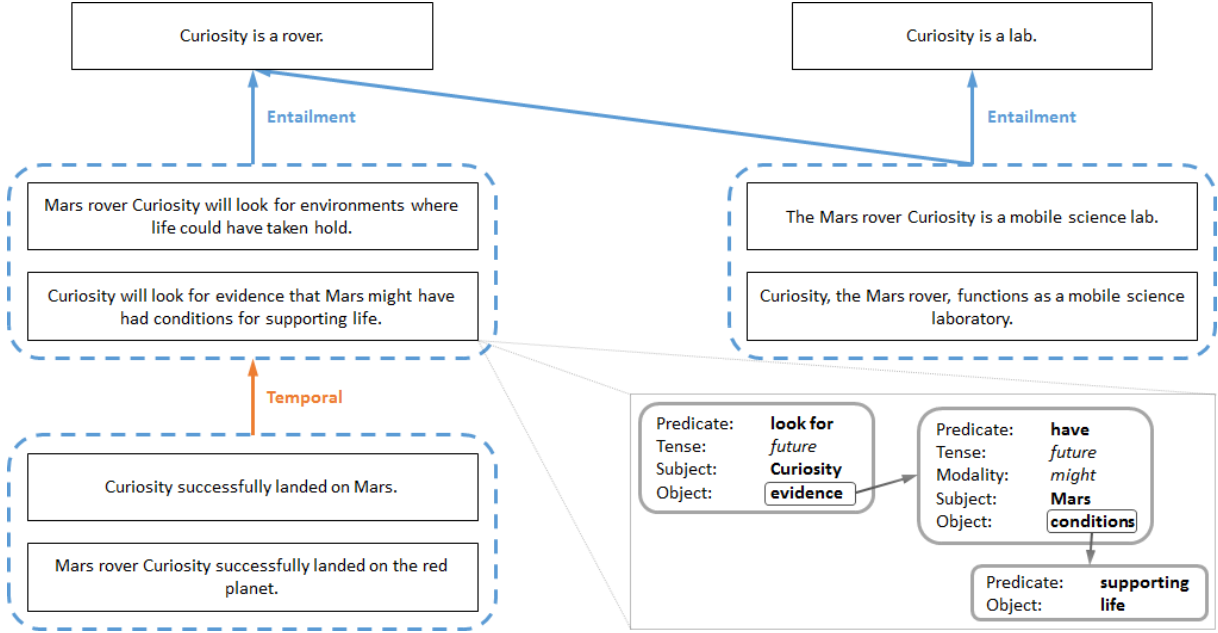 Curiosity is a rover.
Curiosity is a lab.
Entailment
Entailment
Mars rover Curiosity will look for environments where
life could have taken hold.
Curiosity will look for evidence that Mars might have
had conditions for supporting life.
The Mars rover Curiosity is a mobile science lab.
Curiosity, the Mars rover, functions as a mobile science
laboratory.
Temporal
Curiosity successfully landed on Mars.
Mars rover Curiosity successfully landed on the red
planet.
Predicate: look for
Tense: future
Subject: Curiosity
Object: evidence
Predicate: have
Tense: future
Modality: might
Subject: Mars
Object: conditions
Predicate: supporting
Object: life